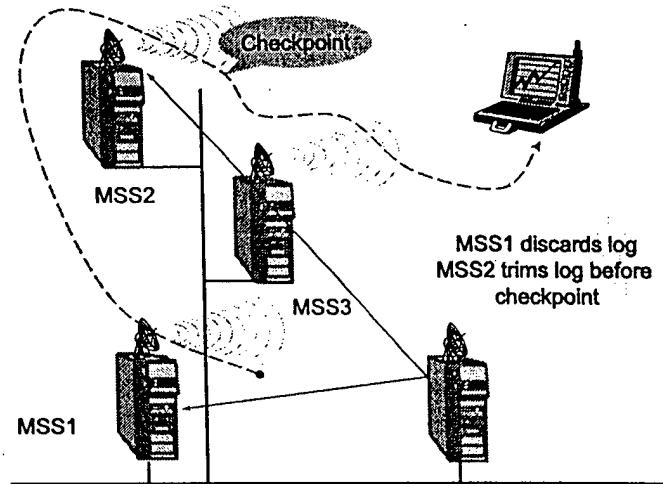 Checkpoint
MSS2
MSS1 discards log
MSS2 trims log before
checkpoint
MSS3
MSS1